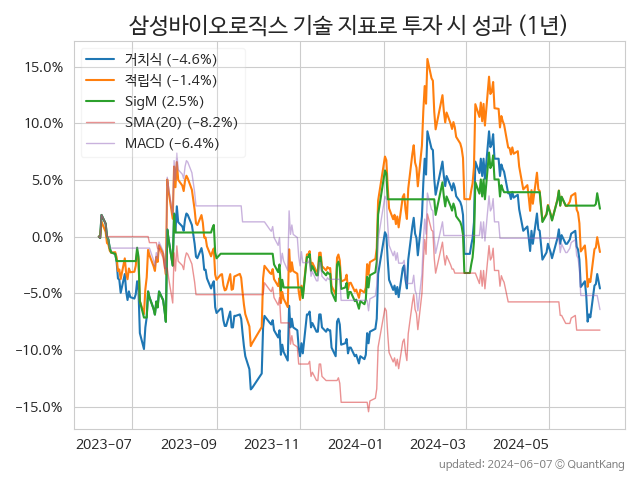 삼성바이오로직스 기술 지표로 투자 시 성과 (1년)
거치식 (−4.6%)
적립식 (−1.4%)
SigM (2.5%)
SMA(20) (−8.2%)
MACD (−6.4%)
15.0%
10.0%
5.0%
0.0%
−5.0%
−10.0%
−15.0%
2023-07 2023-09 2023-11 2024-01 2024-03 2024-05
updated: 2024-06-07 © QuantKang